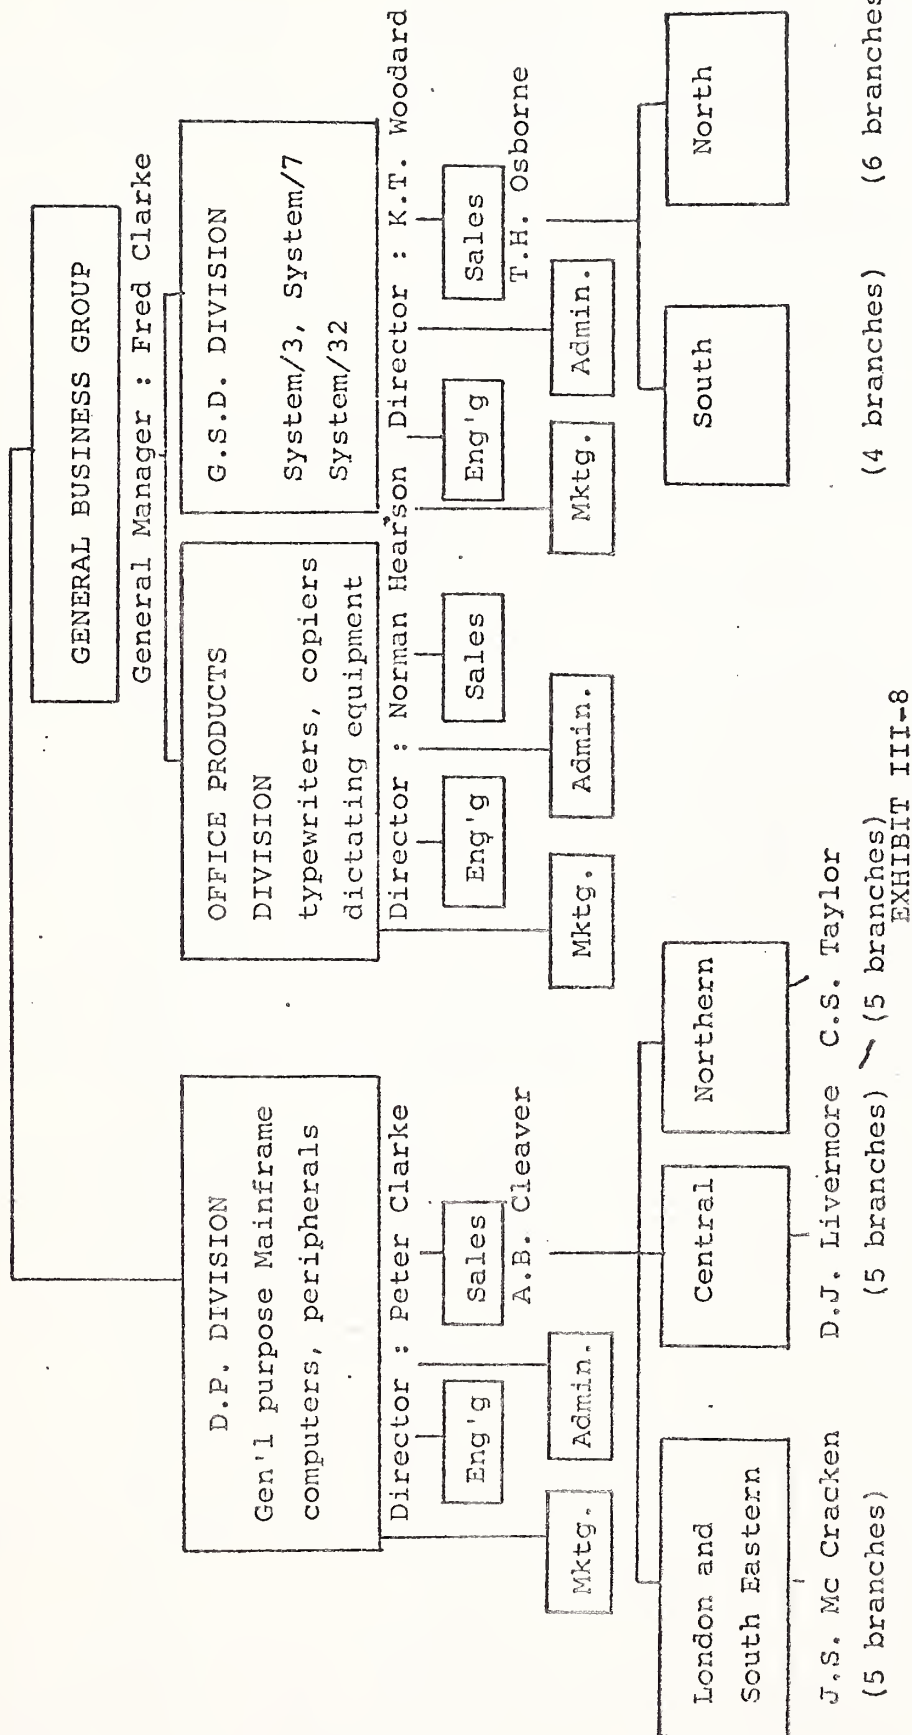 GENERAL BUSINESS GROUP
General Manager : Fred Clarke
D.P. DIVISION
Gen'l purpose Mainframe
computers, peripherals
Director : Peter Clarke
Eng'g
Sales
A.B. Cleaver
Mktg.
Admin.
London and
South Eastern
Central
Northern
J.S. Mc Cracken
D.J. Livermore
C.S. Taylor
(5 branches)
(5 branches)
(5 branches)
OFFICE PRODUCTS
DIVISION
typewriters, copiers
dictating equipment
Director : Norman Hearson
Eng'g
Sales
Mktg.
Admin.
G.S.D. DIVISION
System/3, System/7
System/32
Director : K.T. Woodard
Eng'g
Sales
T.H. Osborne
Mktg.
Admin.
South
North
(4 branches)
(6 branches
EXHIBIT III-8